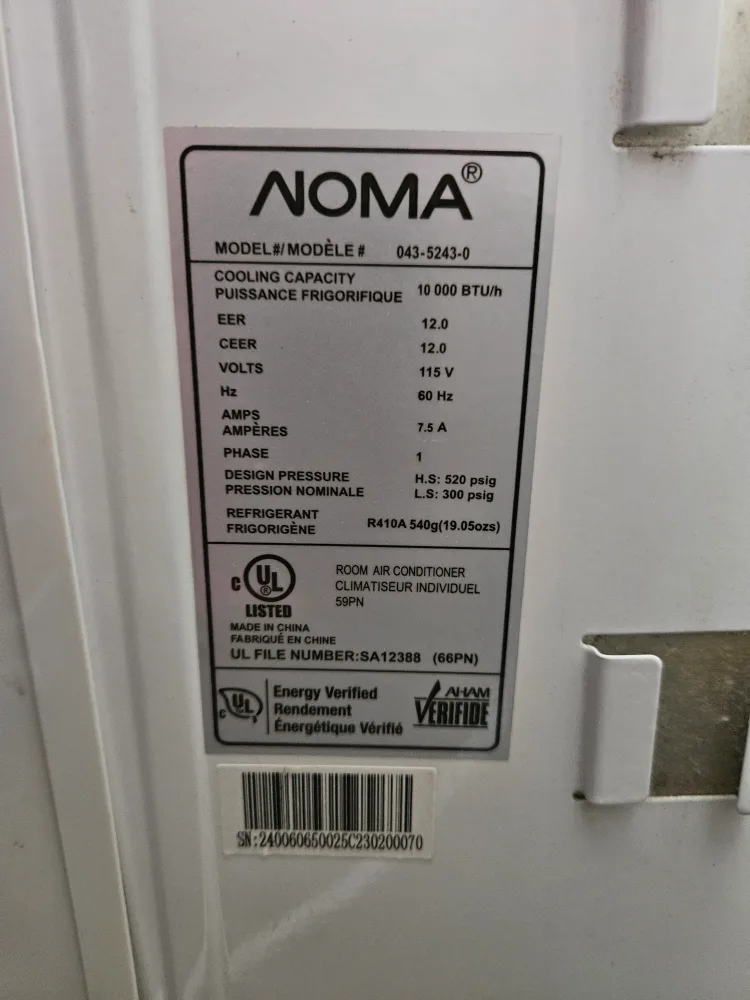 NOMA®
MODEL#/MODÈLE # 043-5243-0
COOLING CAPACITY
PUISSANCE FRIGORIFIQUE 10 000 BTU/h
EER 12.0
CEER 12.0
VOLTS 115 V
Hz 60 Hz
AMPS
AMPÈRES 7.5 A
PHASE 1
DESIGN PRESSURE H.S: 520 psig
PRESSION NOMINALE L.S: 300 psig
REFRIGERANT
FRIGORIGÈNE R410A 540g(19.05ozs)
C UL ®
LISTED
ROOM AIR CONDITIONER
CLIMATISEUR INDIVIDUEL
59PN
MADE IN CHINA
FABRIQUÉ EN CHINE
UL FILE NUMBER:SA12388 (66PN)
C UL
Energy Verified
Rendement
Énergétique Vérifié
AHAM
VERIFIDE
SN:240060650025C230200070